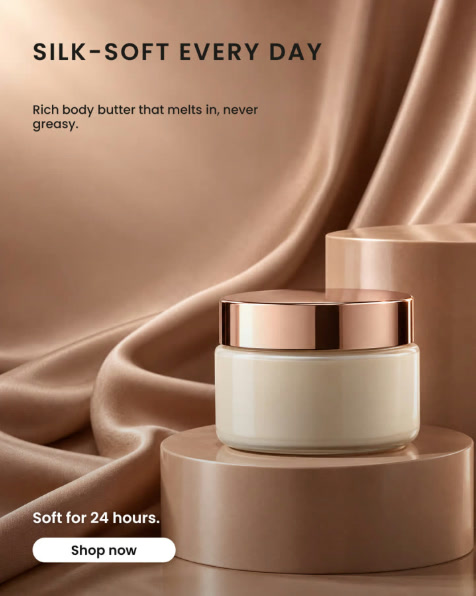 SILK-SOFT EVERY DAY
Rich body butter that melts in, never
greasy.
Soft for 24 hours.
Shop now